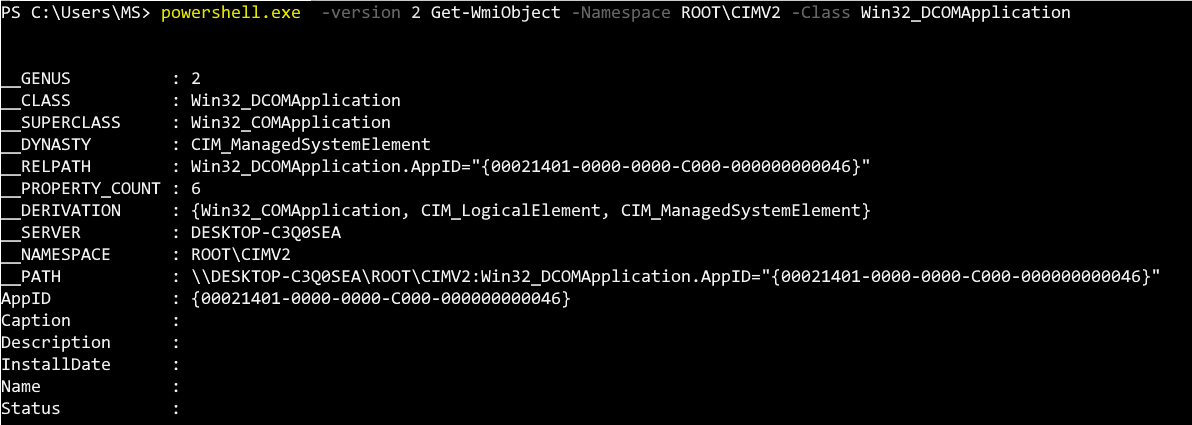 PS C:\Users\MS> powershell.exe  -version 2 Get-WmiObject -Namespace ROOT\CIMV2 -Class Win32_DCOMApplication
__GENUS          : 2
__CLASS          : Win32_DCOMApplication
__SUPERCLASS     : Win32_COMApplication
__DYNASTY        : CIM_ManagedSystemElement
__RELPATH        : Win32_DCOMApplication.AppID="{00021401-0000-0000-C000-000000000046}"
__PROPERTY_COUNT : 6
__DERIVATION     : {Win32_COMApplication, CIM_LogicalElement, CIM_ManagedSystemElement}
__SERVER         : DESKTOP-C3Q0SEA
__NAMESPACE      : ROOT\CIMV2
__PATH           : \\DESKTOP-C3Q0SEA\ROOT\CIMV2:Win32_DCOMApplication.AppID="{00021401-0000-0000-C000-000000000046}"
AppID            : {00021401-0000-0000-C000-000000000046}
Caption          :
Description      :
InstallDate      :
Name             :
Status           :